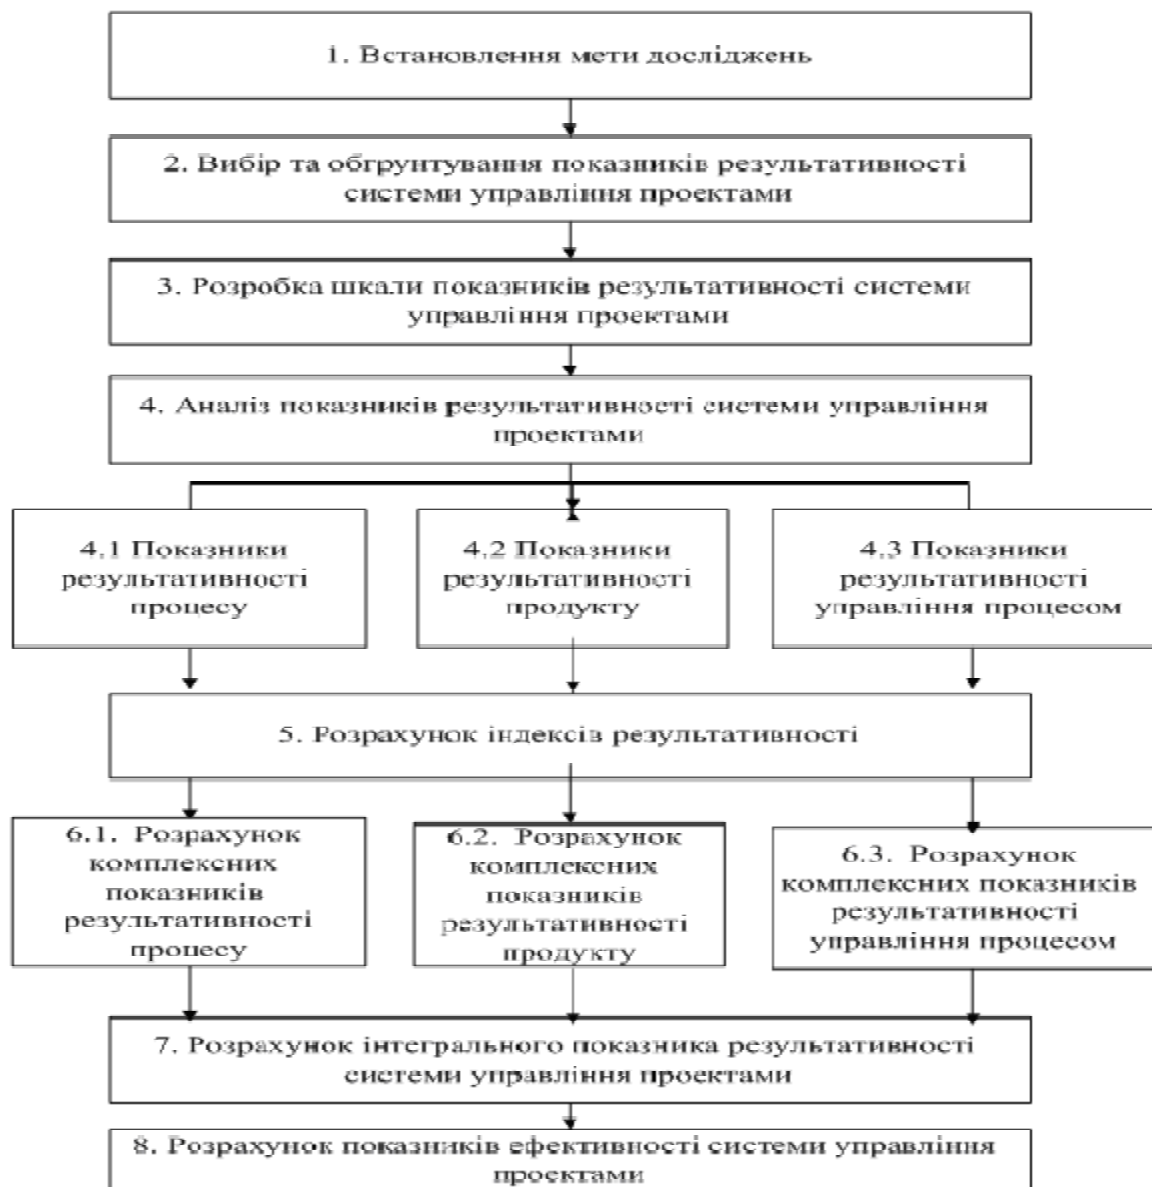 1. Встановлення мети досліджень
2. Вибір та обгрунтування показників результативності
системи управління проектами
3. Розробка шкали показників результативності системи
управління проектами
4. Аналіз показників результативності системи управління
проектами
4.1 Показники
результативності
процесу
4.2 Показники
результативності
продукту
4.3 Показники
результативності
управління процесом
5. Розрахунок індексів результативності
6.1. Розрахунок
комплексних
показників
результативності
процесу
6.2. Розрахунок
комплексних
показників
результативності
продукту
6.3. Розрахунок
комплексних показників
результативності
управління процесом
7. Розрахунок інтегрального показника результативності
системи управління проектами
8. Розрахунок показників ефективності системи управління
проектами